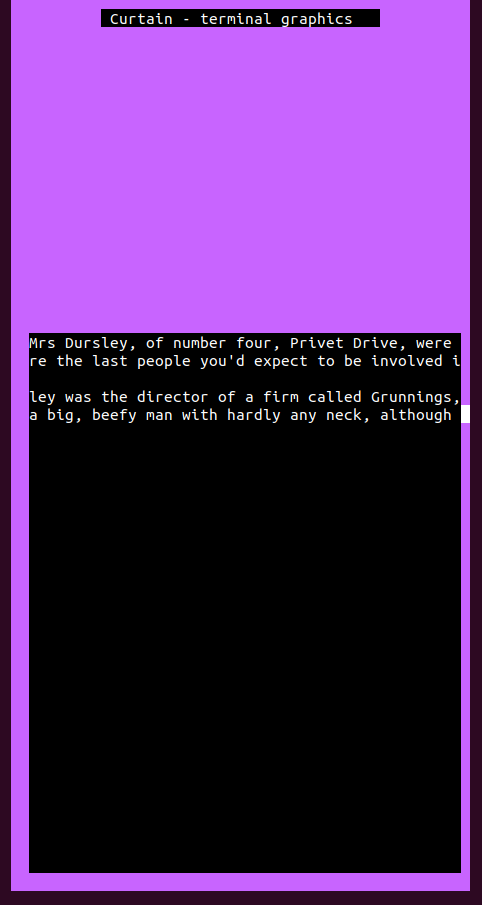 Curtain - terminal graphics
Mrs Dursley, of number four, Privet Drive, were
re the last people you'd expect to be involved i
ley was the director of a firm called Grunnings,
a big, beefy man with hardly any neck, although